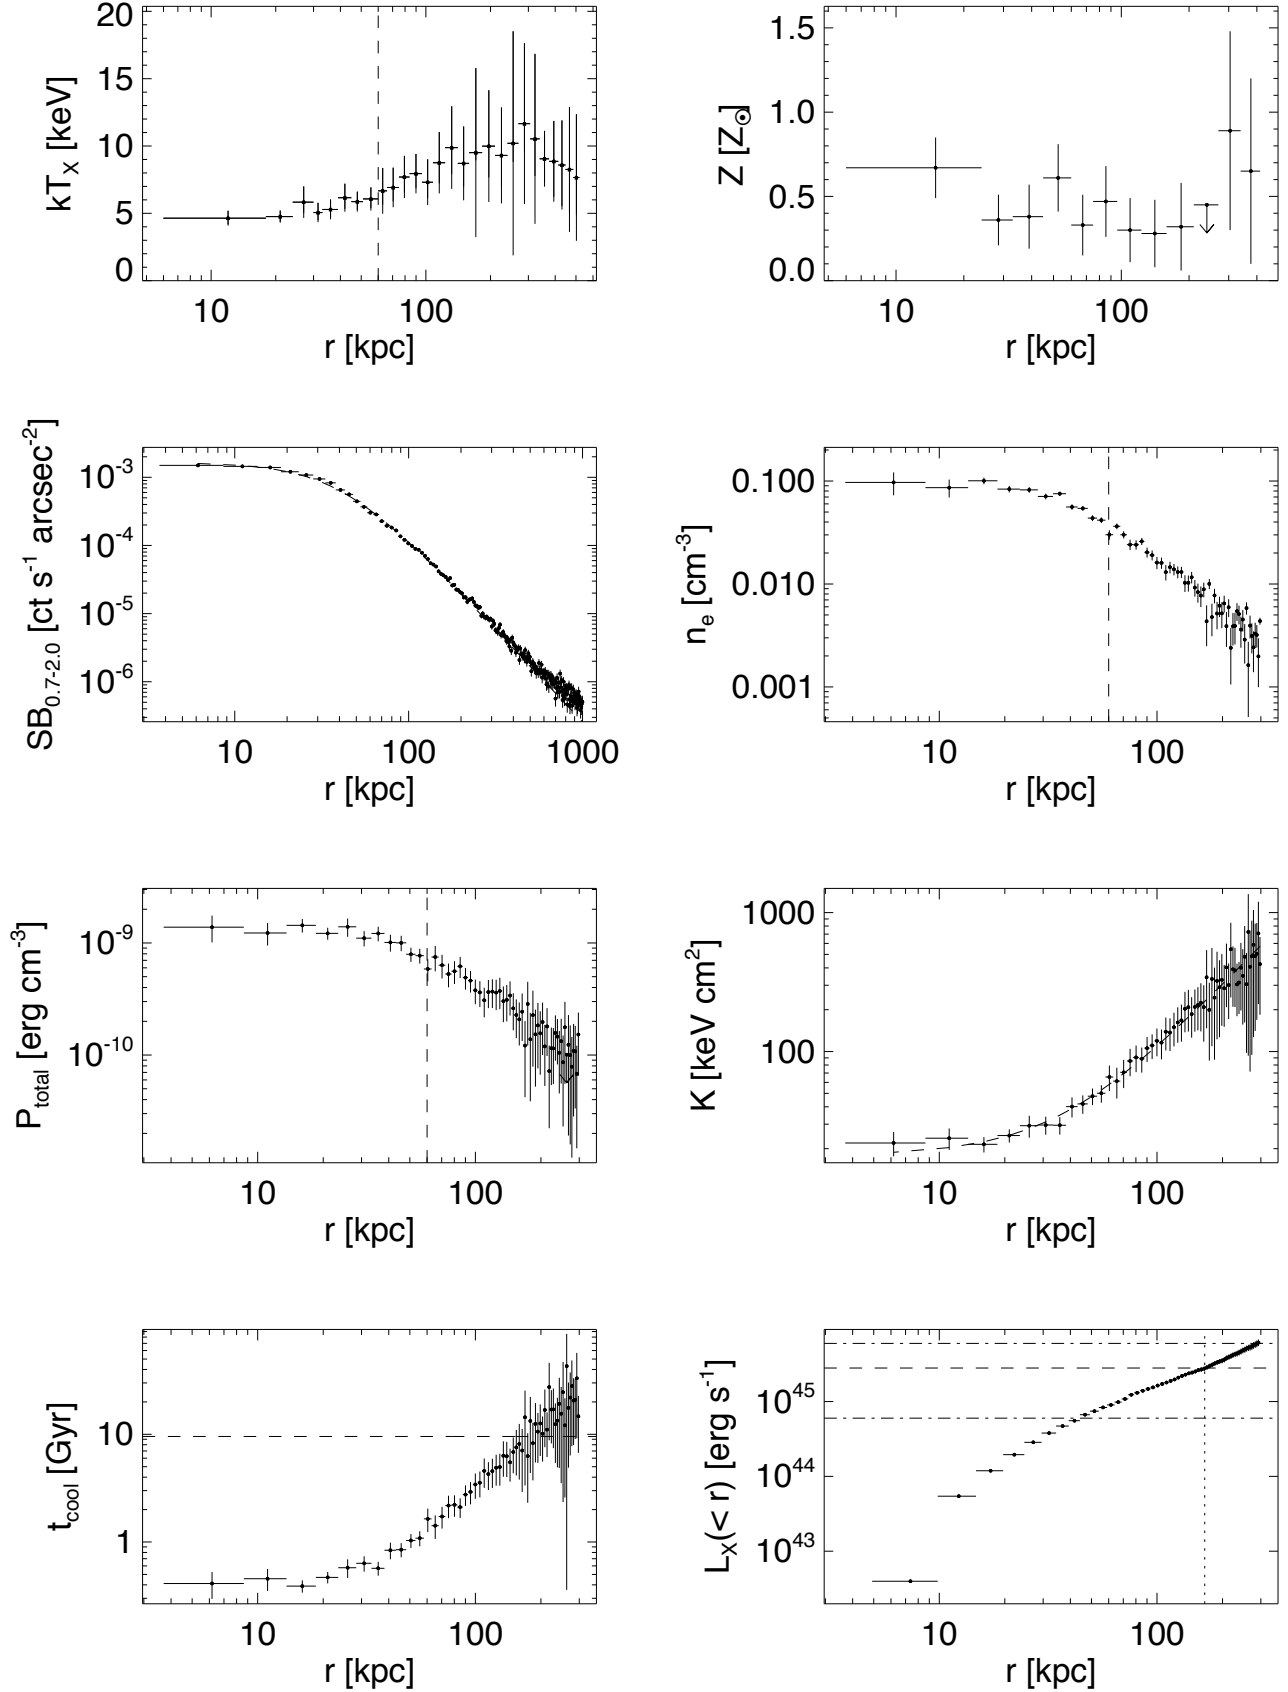 20
15
10
5
0
kT_X [keV]
10 100
r [kpc]
1.5
1.0
0.5
0.0
Z [Z_☉]
10 100
r [kpc]
10^-3
10^-4
10^-5
10^-6
SB_0.7-2.0 [ct s^-1 arcsec^-2]
10 100 1000
r [kpc]
0.100
0.010
0.001
n_e [cm^-3]
10 100
r [kpc]
10^-9
10^-10
P_total [erg cm^-3]
10 100
r [kpc]
1000
100
K [keV cm^2]
10 100
r [kpc]
10
1
t_cool [Gyr]
10 100
r [kpc]
10^45
10^44
10^43
L_X(< r) [erg s^-1]
10 100
r [kpc]